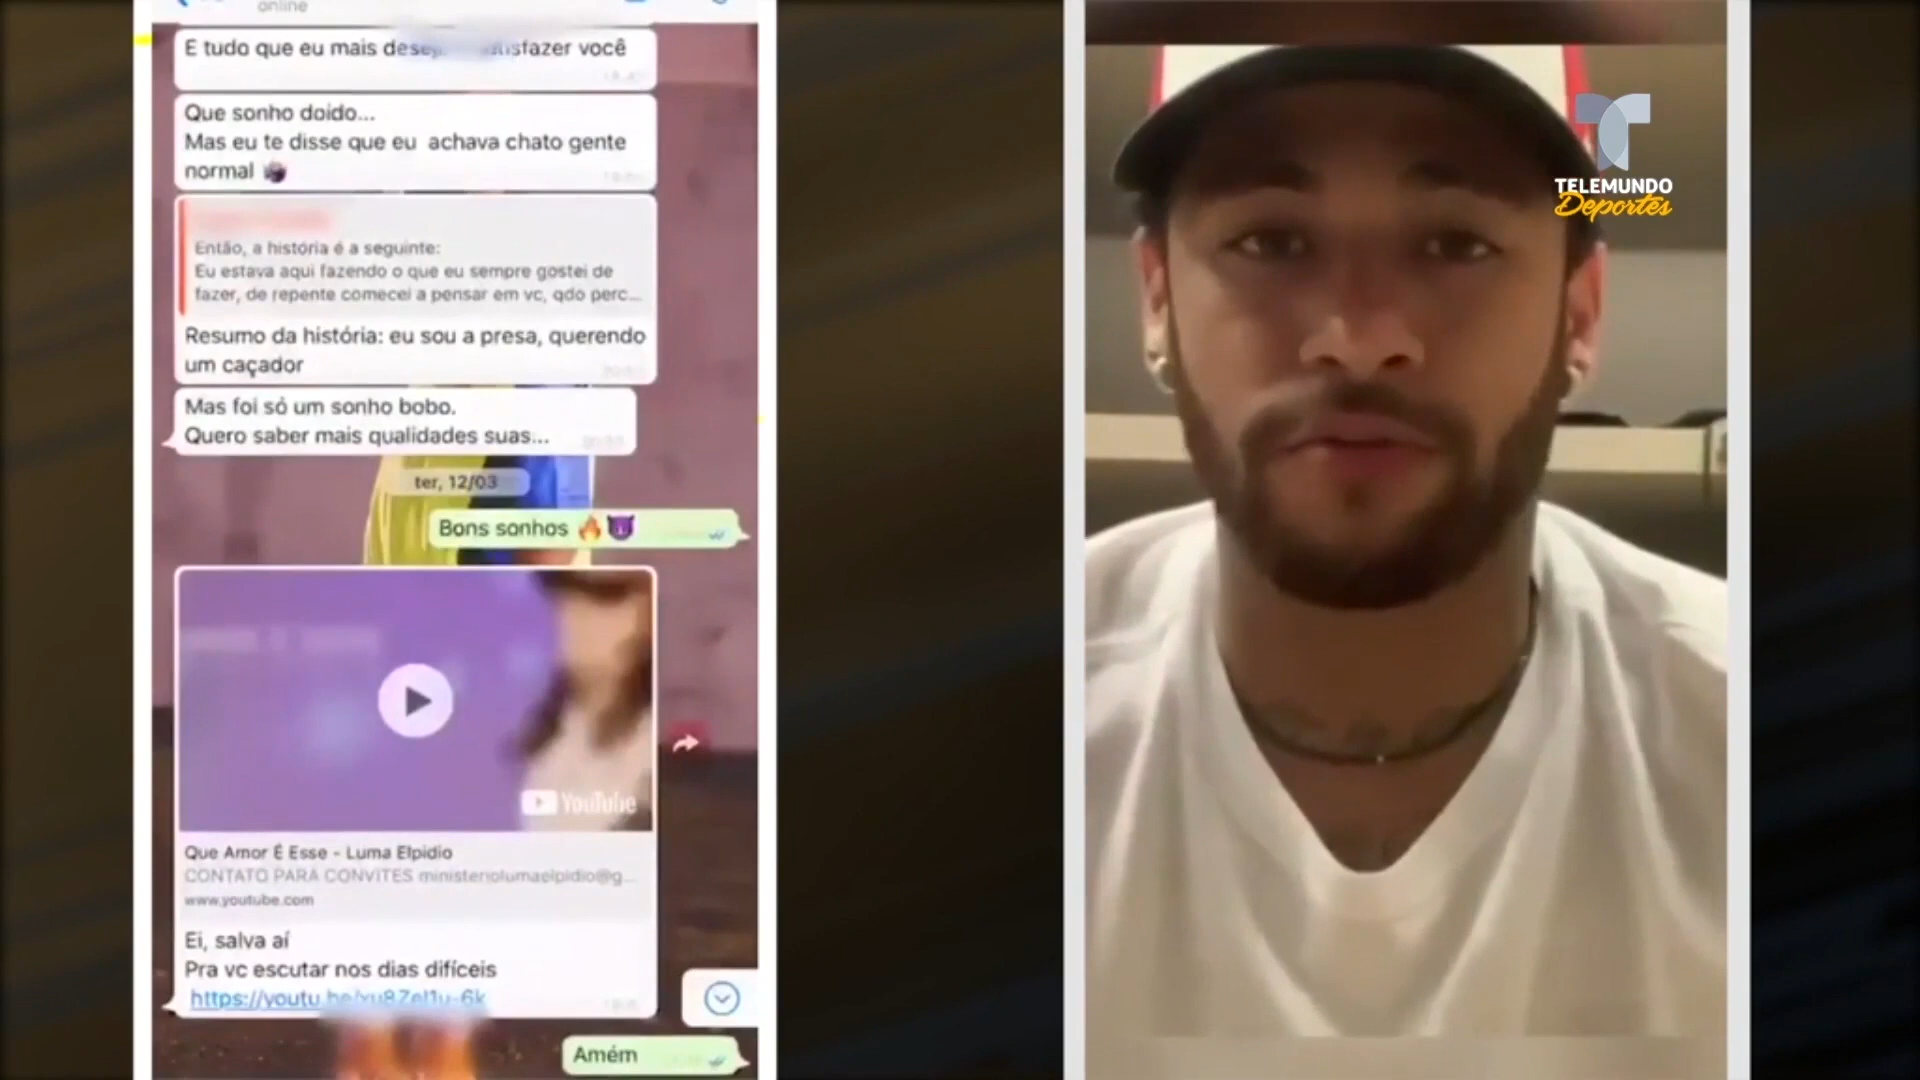 online
E tudo que eu mais desejo satisfazer você
Que sonho doido...
Mas eu te disse que eu achava chato gente
normal
Então, a história é a seguinte:
Eu estava aqui fazendo o que eu sempre gostei de
fazer, de repente comecei a pensar em vc, qdo perc...
Resumo da história: eu sou a presa, querendo
um caçador
Mas foi só um sonho bobo.
Quero saber mais qualidades suas...
ter, 12/03
Bons sonhos 🔥😈
YouTube
Que Amor É Esse - Luma Elpidio
CONTATO PARA CONVITES ministeriolumaelpidio@g...
www.youtube.com
Ei, salva aí
Pra vc escutar nos dias difíceis
Amém
TELEMUNDO
Deportes